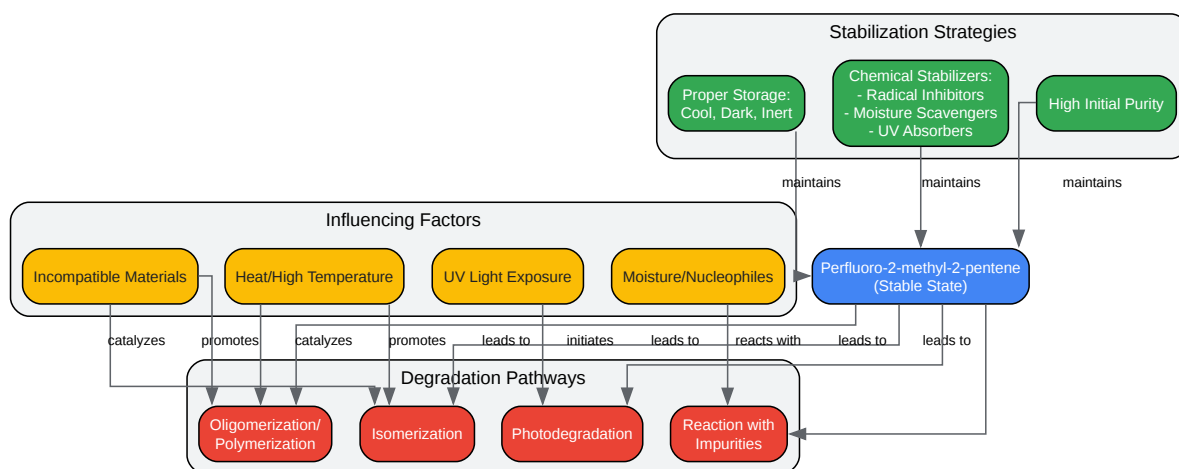 Stabilization Strategies
Proper Storage:
Cool, Dark, Inert
Chemical Stabilizers:
- Radical Inhibitors
- Moisture Scavengers
- UV Absorbers
High Initial Purity
maintains
maintains
maintains
Influencing Factors
Incompatible Materials
Heat/High Temperature
UV Light Exposure
Moisture/Nucleophiles
Perfluoro-2-methyl-2-pentene
(Stable State)
catalyzes
promotes
catalyzes
promotes
leads to
initiates
leads to
reacts with
leads to
leads to
Degradation Pathways
Oligomerization/
Polymerization
Isomerization
Photodegradation
Reaction with
Impurities